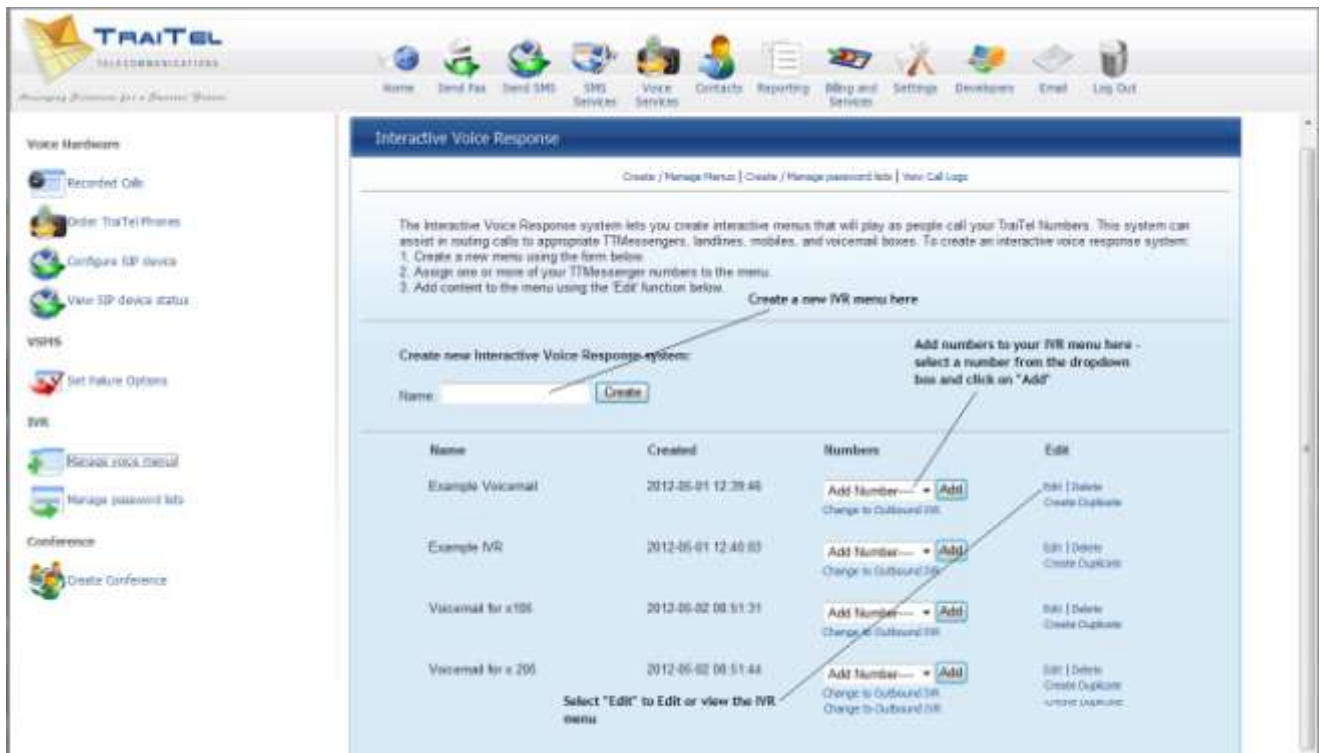 TRAITEL
TELECOMMUNICATIONS
Home
Send Fax
Send SMS
SMS Services
Voice Services
Contacts
Reporting
Billing and Services
Settings
Developers
Email
Log Out
Voice Hardware
Recorded Calls
Order TraiTel Phones
Configure SIP device
View SIP device status
VSMS
Set Failure Options
IVR
Manage voice menus
Manage password lists
Conference
Create Conference
Interactive Voice Response
Create / Manage Menus | Create / Manage password lists | View Call Logs
The Interactive Voice Response system lets you create interactive menus that will play as people call your TraiTel Numbers. This system can
assist in routing calls to appropriate TTMessengers, landlines, mobiles, and voicemail boxes. To create an interactive voice response system:
1. Create a new menu using the form below.
2. Assign one or more of your TTMessenger numbers to the menu.
3. Add content to the menu using the 'Edit' function below.
Create a new IVR menu here
Create new Interactive Voice Response system:
Name: Create
Add numbers to your IVR menu here -
select a number from the dropdown
box and click on "Add"
Name Created Numbers Edit
Example Voicemail 2012-05-01 12:39:46 Add Number--- Add Edit | Delete
Change to Outbound IVR Create Duplicate
Example IVR 2012-05-01 12:40:03 Add Number--- Add Edit | Delete
Change to Outbound IVR Create Duplicate
Voicemail for x106 2012-05-02 08:51:31 Add Number--- Add Edit | Delete
Change to Outbound IVR Create Duplicate
Voicemail for x 206 2012-05-02 08:51:44 Add Number--- Add Edit | Delete
Change to Outbound IVR Create Duplicate
Change to Outbound IVR Create Duplicate
Select "Edit" to Edit or view the IVR
menu